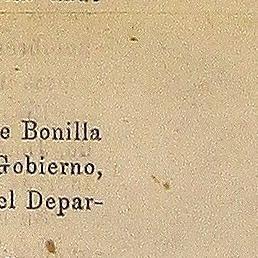 e Bonilla
Gobierno,
el Depar-